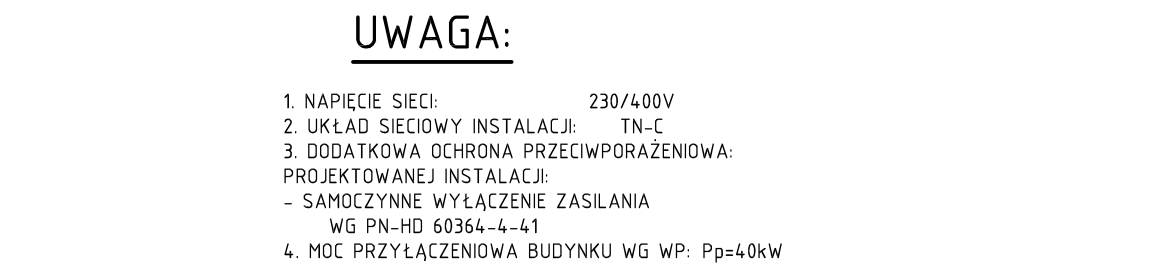 UWAGA:
1. NAPIĘCIE SIECI: 230/400V
2. UKŁAD SIECIOWY INSTALACJI: TN-C
3. DODATKOWA OCHRONA PRZECIWPORAŻENIOWA:
PROJEKTOWANEJ INSTALACJI:
- SAMOCZYNNE WYŁĄCZENIE ZASILANIA
WG PN-HD 60364-4-41
4. MOC PRZYŁĄCZENIOWA BUDYNKU WG WP: Pp=40kW